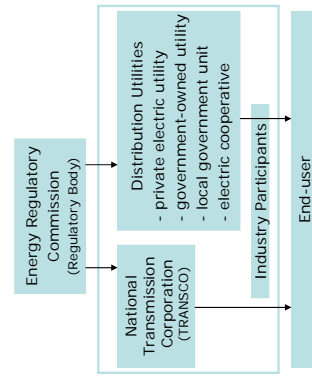 Energy Regulatory
Commission
(Regulatory Body)
National
Transmission
Corporation
(TRANSCO)
Distribution Utilities
- private electric utility
- government-owned utility
- local government unit
- electric cooperative
Industry Participants
End-user